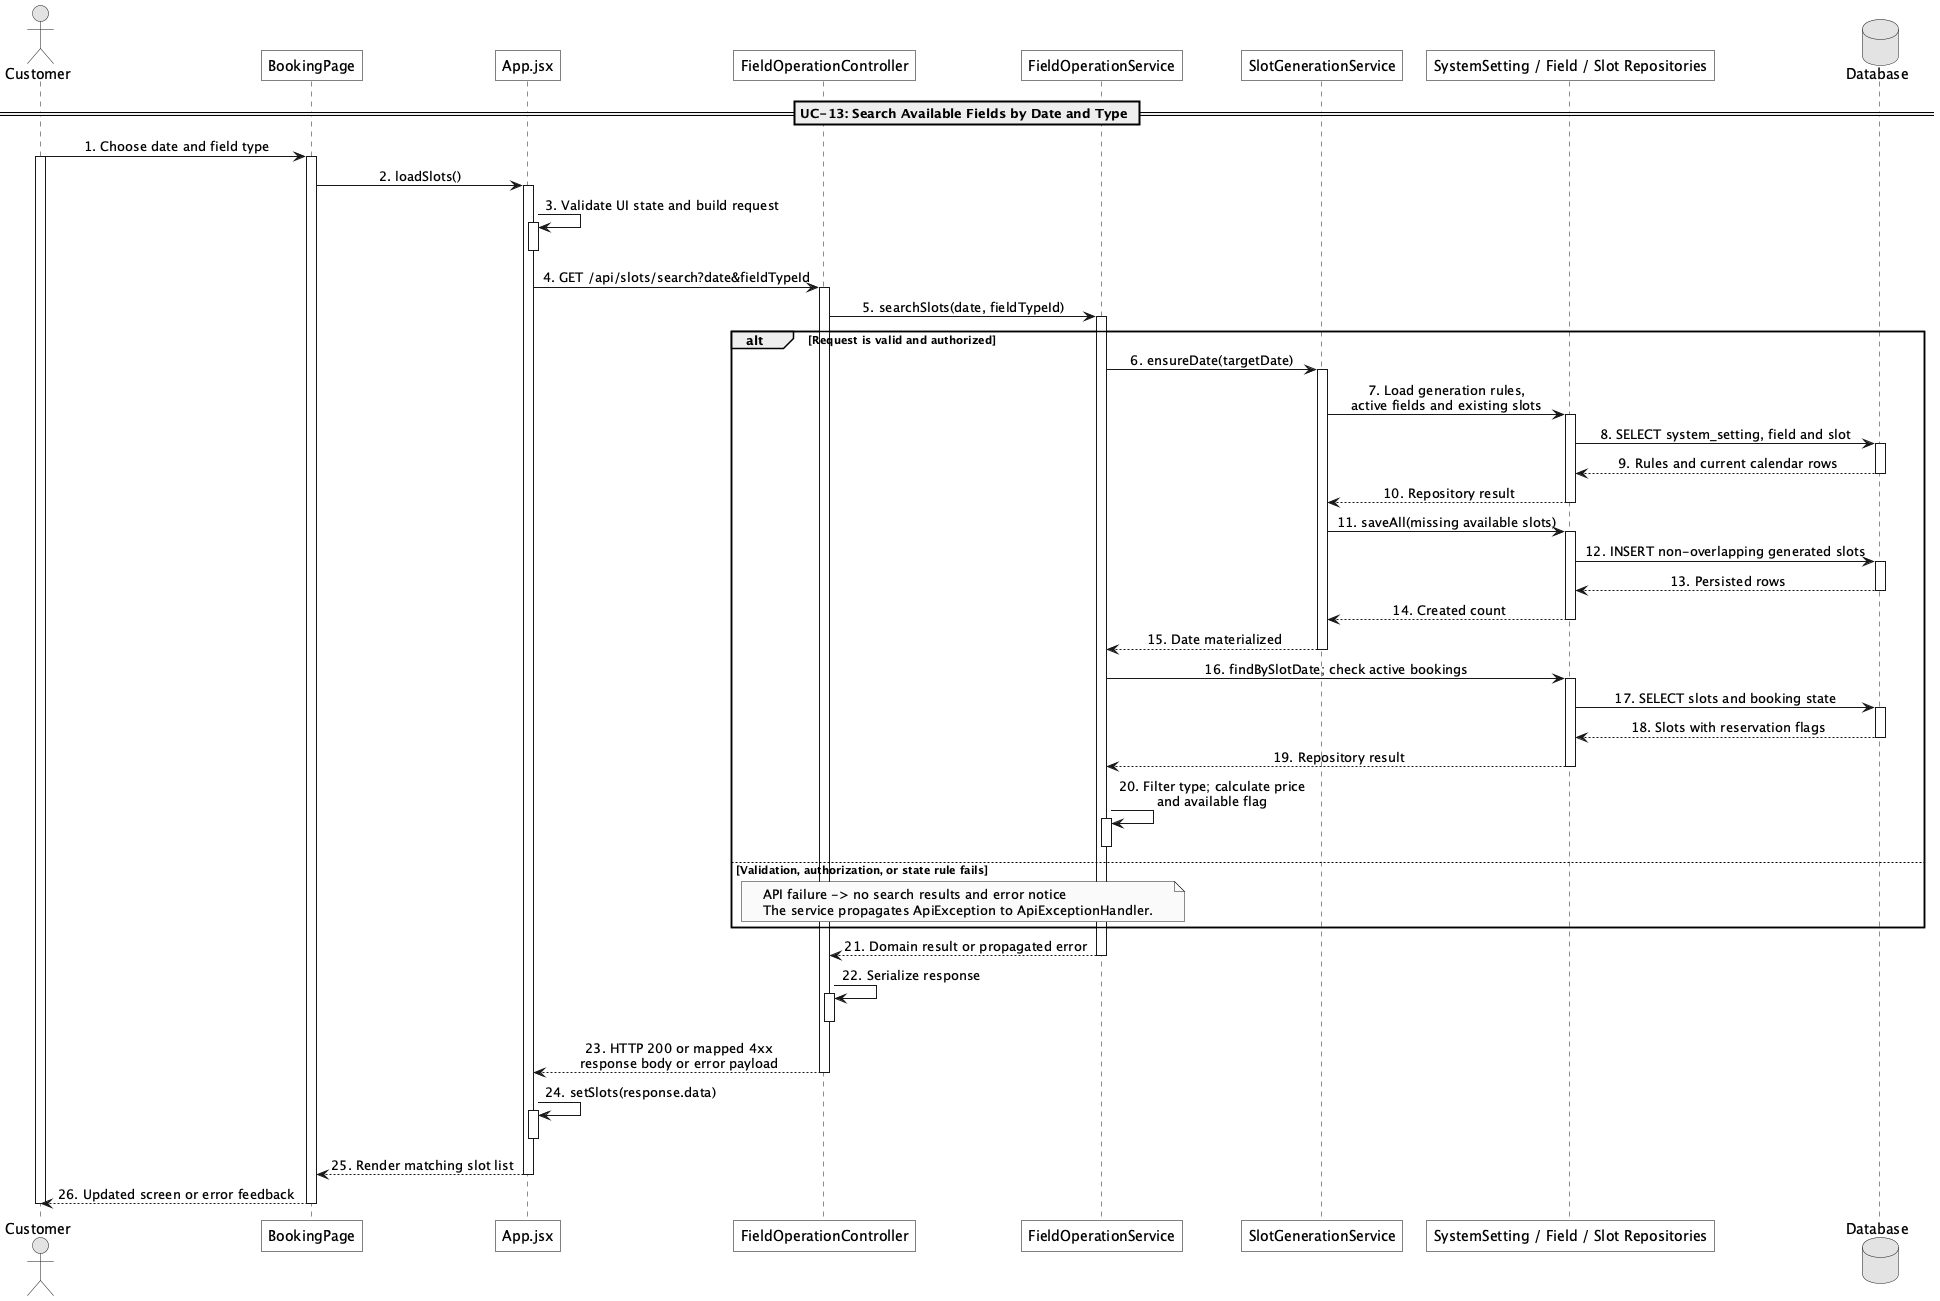 Customer
BookingPage
App.jsx
FieldOperationController
FieldOperationService
SlotGenerationService
SystemSetting / Field / Slot Repositories
Database
UC-13: Search Available Fields by Date and Type
1. Choose date and field type
2. loadSlots()
3. Validate UI state and build request
4. GET /api/slots/search?date&fieldTypeId
5. searchSlots(date, fieldTypeId)
alt
[Request is valid and authorized]
6. ensureDate(targetDate)
7. Load generation rules,
active fields and existing slots
8. SELECT system_setting, field and slot
9. Rules and current calendar rows
10. Repository result
11. saveAll(missing available slots)
12. INSERT non-overlapping generated slots
13. Persisted rows
14. Created count
15. Date materialized
16. findBySlotDate; check active bookings
17. SELECT slots and booking state
18. Slots with reservation flags
19. Repository result
20. Filter type; calculate price
and available flag
[Validation, authorization, or state rule fails]
API failure -> no search results and error notice
The service propagates ApiException to ApiExceptionHandler.
21. Domain result or propagated error
22. Serialize response
23. HTTP 200 or mapped 4xx
response body or error payload
24. setSlots(response.data)
25. Render matching slot list
26. Updated screen or error feedback
Customer
BookingPage
App.jsx
FieldOperationController
FieldOperationService
SlotGenerationService
SystemSetting / Field / Slot Repositories
Database